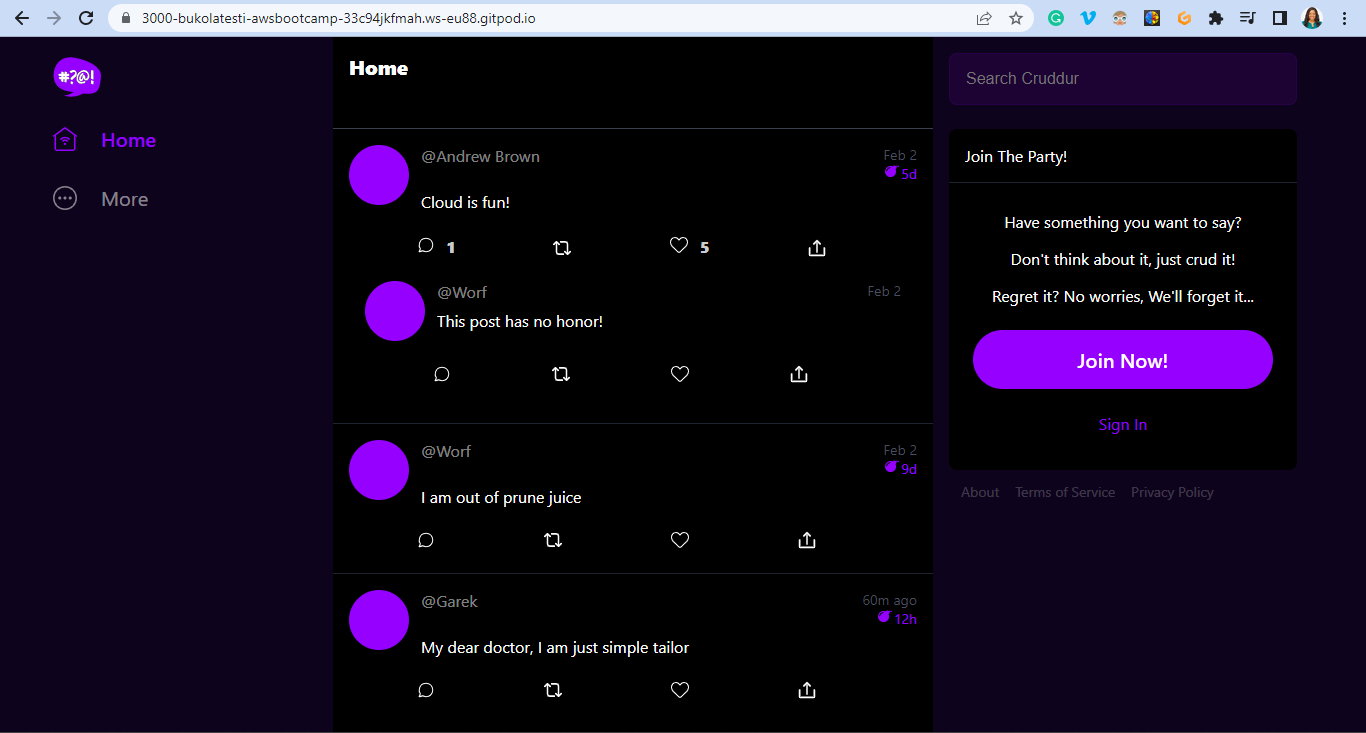 3000-bukolatesti-awsbootcamp-33c94jkfmah.ws-eu88.gitpod.io
#?@!
Home
More
Home
@Andrew Brown
Feb 2
5d
Cloud is fun!
1
5
@Worf
Feb 2
This post has no honor!
@Worf
Feb 2
9d
I am out of prune juice
@Garek
60m ago
12h
My dear doctor, I am just simple tailor
Search Cruddur
Join The Party!
Have something you want to say?
Don't think about it, just crud it!
Regret it? No worries, We'll forget it...
Join Now!
Sign In
About Terms of Service Privacy Policy